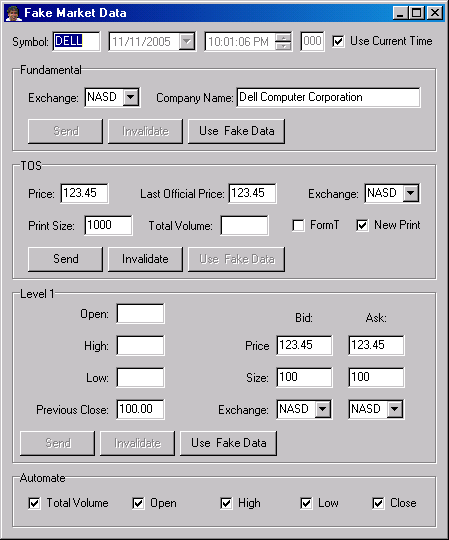 Fake Market Data
Symbol: DELL 11/11/2005 10:01:06 PM 000 Use Current Time
Fundamental
Exchange: NASD Company Name: Dell Computer Corporation
Send Invalidate Use Fake Data
TOS
Price: 123.45 Last Official Price: 123.45 Exchange: NASD
Print Size: 1000 Total Volume: FormT New Print
Send Invalidate Use Fake Data
Level 1
Open: Bid: Ask:
High: Price 123.45 123.45
Low: Size: 100 100
Previous Close: 100.00 Exchange: NASD NASD
Send Invalidate Use Fake Data
Automate
Total Volume Open High Low Close